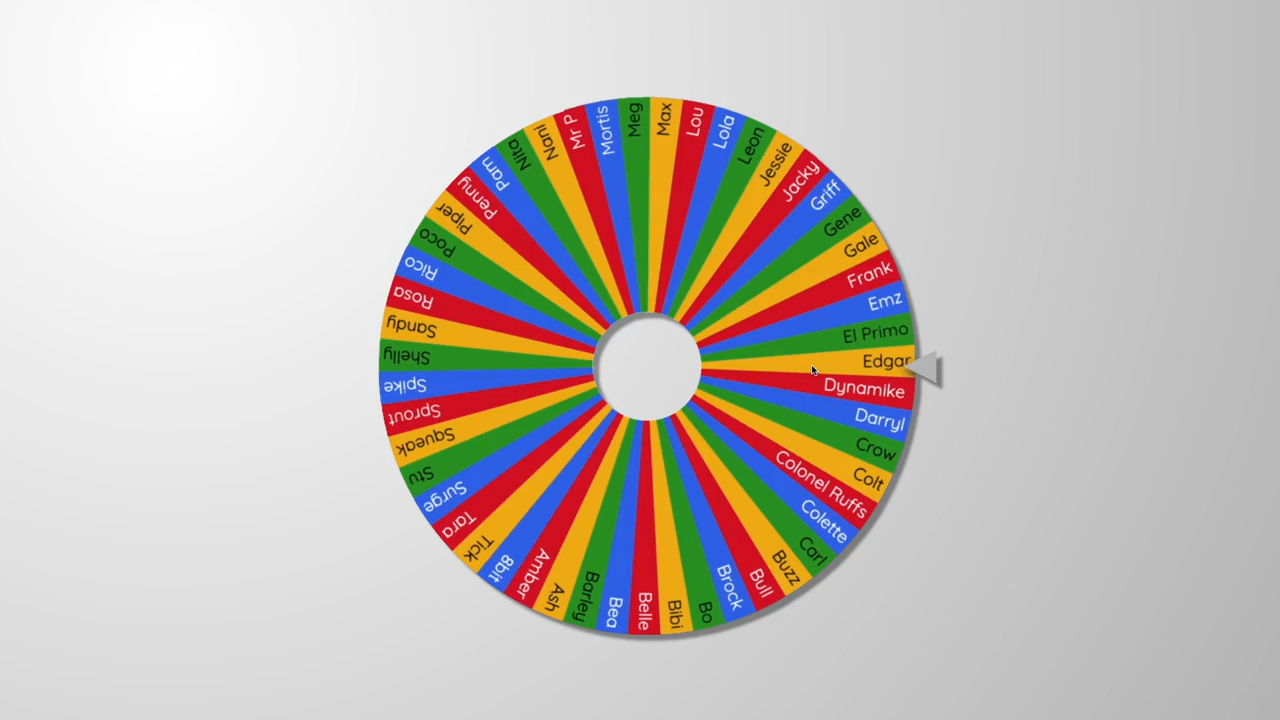 Max
Lou
Lola
Leon
Jessie
Jacky
Griff
Gene
Gale
Frank
Emz
El Primo
Edgar
Dynamike
Darryl
Crow
Colt
Colonel Ruffs
Colette
Carl
Buzz
Bull
Brock
Bo
Bibi
Belle
Bea
Barley
Ash
Amber
8bit
Tick
Tara
Surge
Stu
Squeak
Sprout
Spike
Shelly
Sandy
Rosa
Rico
Poco
Piper
Penny
Pam
Nita
Nani
Mr P
Mortis
Meg